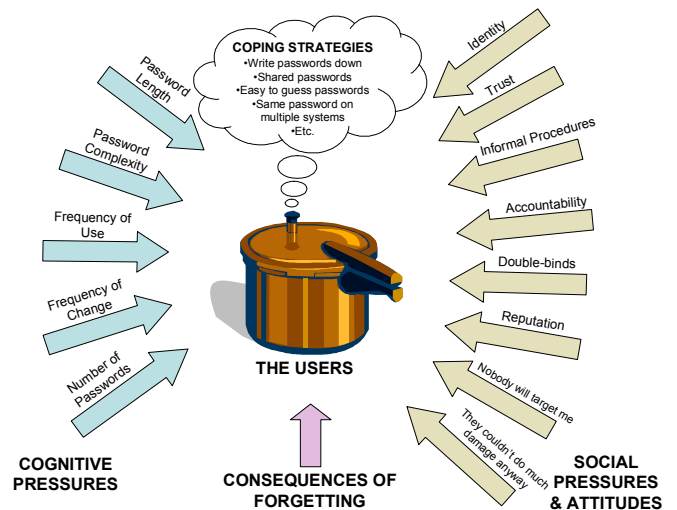 COPING STRATEGIES
•Write passwords down
•Shared passwords
•Easy to guess passwords
•Same password on
multiple systems
•Etc.
Password
Length
Password
Complexity
Frequency of
Use
Frequency of
Change
Number of
Passwords
COGNITIVE
PRESSURES
THE USERS
CONSEQUENCES OF
FORGETTING
Identity
Trust
Informal Procedures
Accountability
Double-binds
Reputation
Nobody will target me
They couldn't do much
damage anyway
SOCIAL
PRESSURES
& ATTITUDES